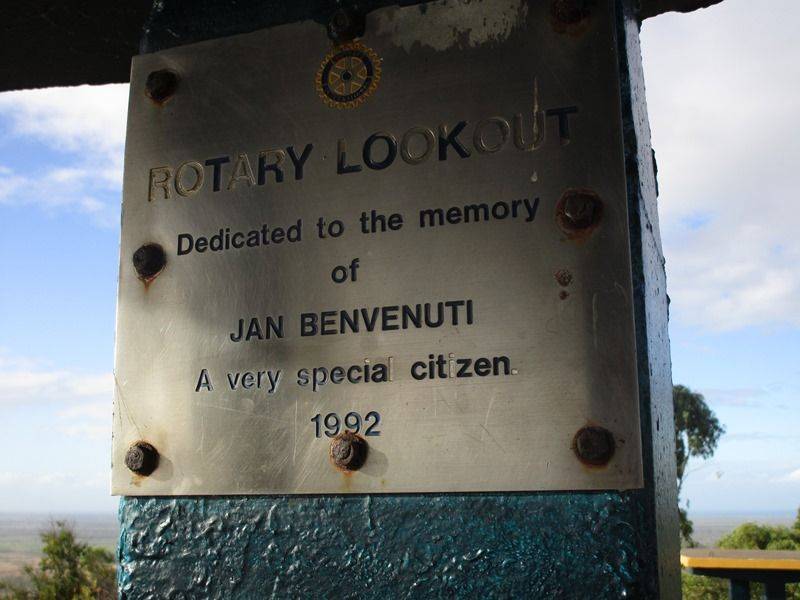 ROTARY LOOKOUT
Dedicated to the memory
of
JAN BENVENUTI
A very special citizen.
1992